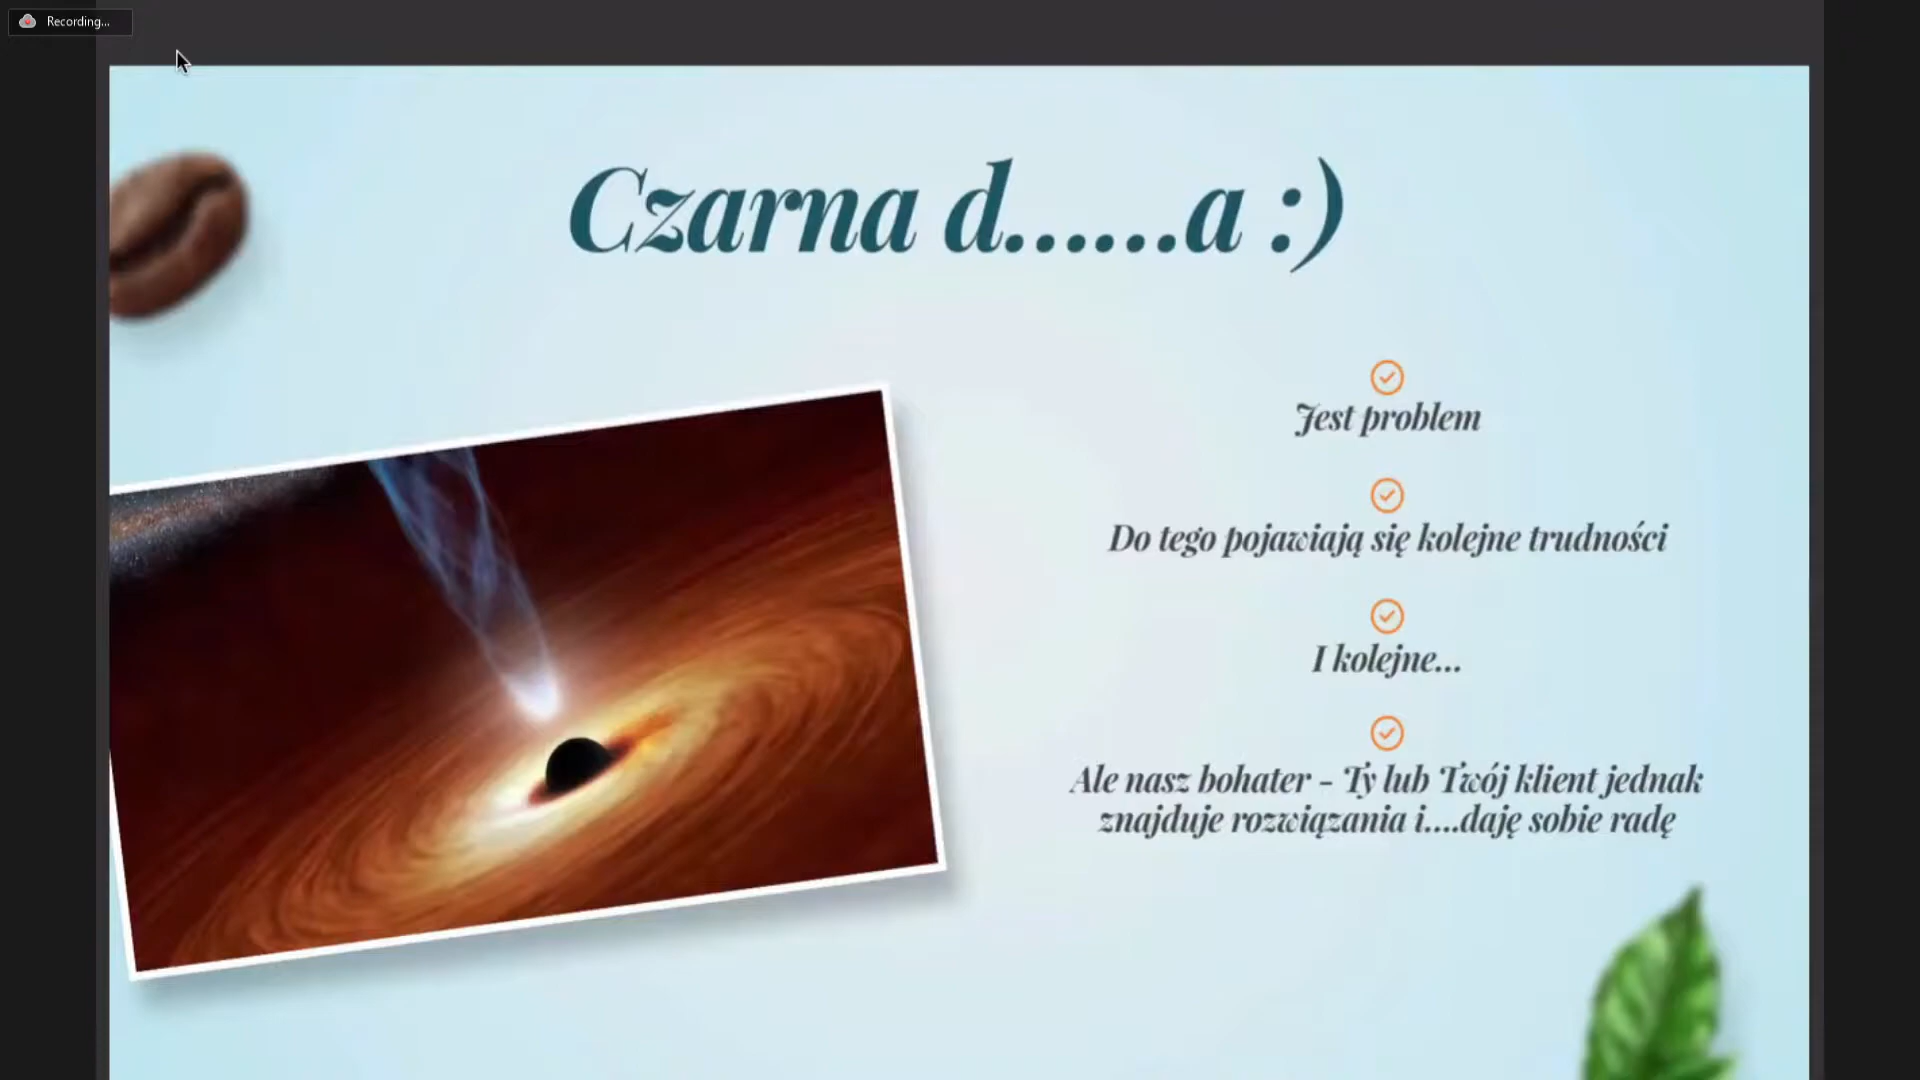 Recording...
Czarna d......a :)
Jest problem
Do tego pojawiają się kolejne trudności
I kolejne...
Ale nasz bohater - Ty lub Twój klient jednak
znajduje rozwiązania i....daję sobie radę